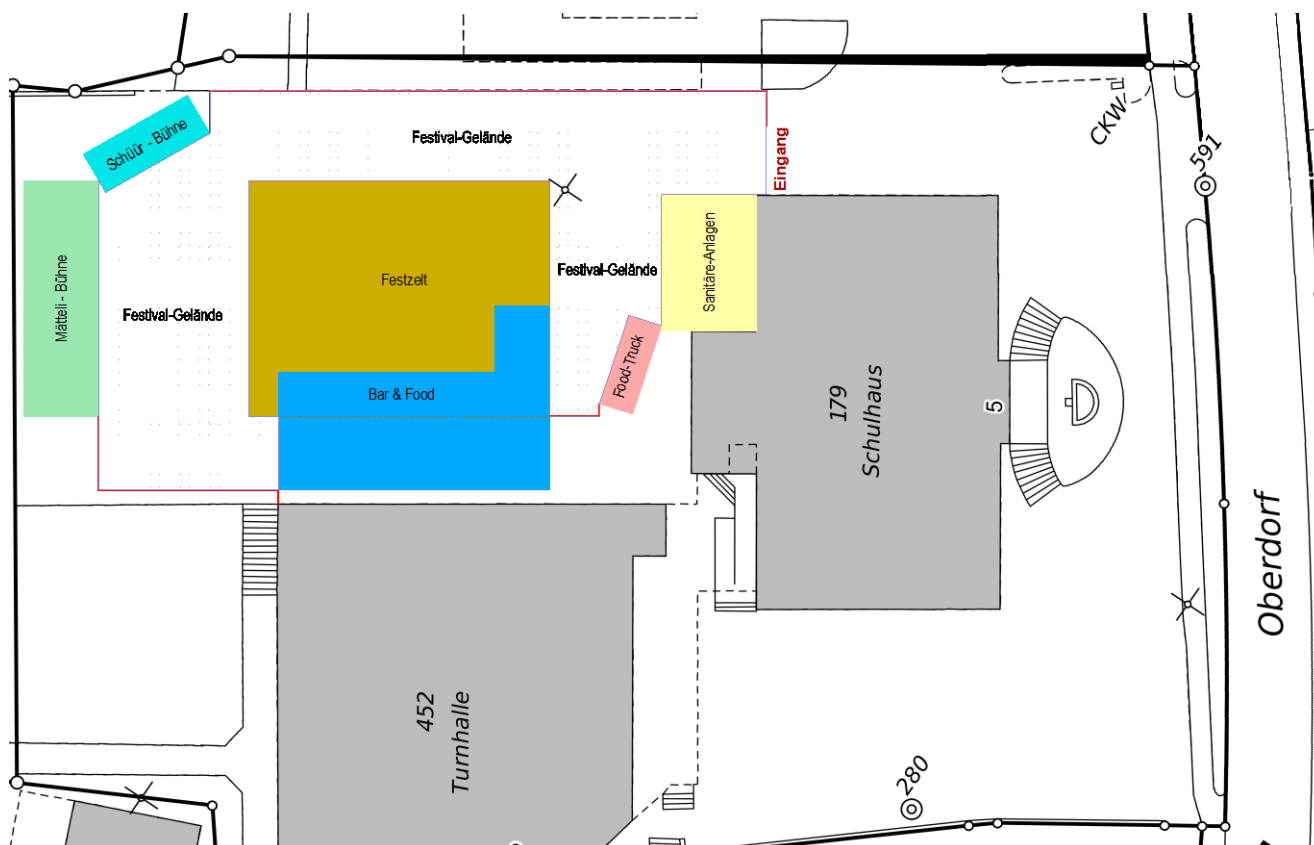 CKW
591
Schüür - Bühne
Festival-Gelände
Eingang
Mätteli - Bühne
Festzelt
Festival-Gelände
Sanitäre-Anlagen
Festival-Gelände
Food-Truck
Bar & Food
179
Schulhaus
5
Oberdorf
452
Turnhalle
280